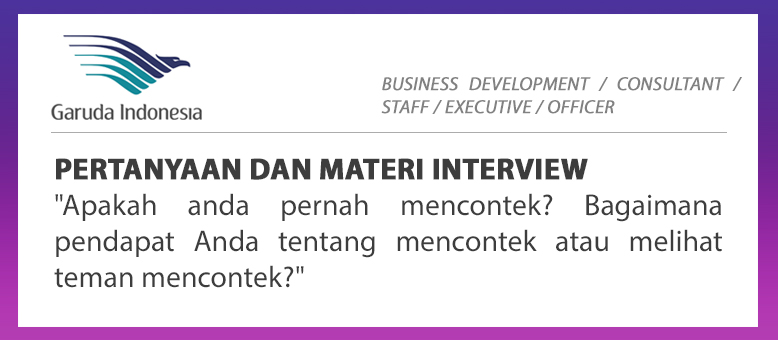 Garuda Indonesia
BUSINESS DEVELOPMENT / CONSULTANT /
STAFF / EXECUTIVE / OFFICER
PERTANYAAN DAN MATERI INTERVIEW
"Apakah anda pernah mencontek? Bagaimana
pendapat Anda tentang mencontek atau melihat
teman mencontek?"